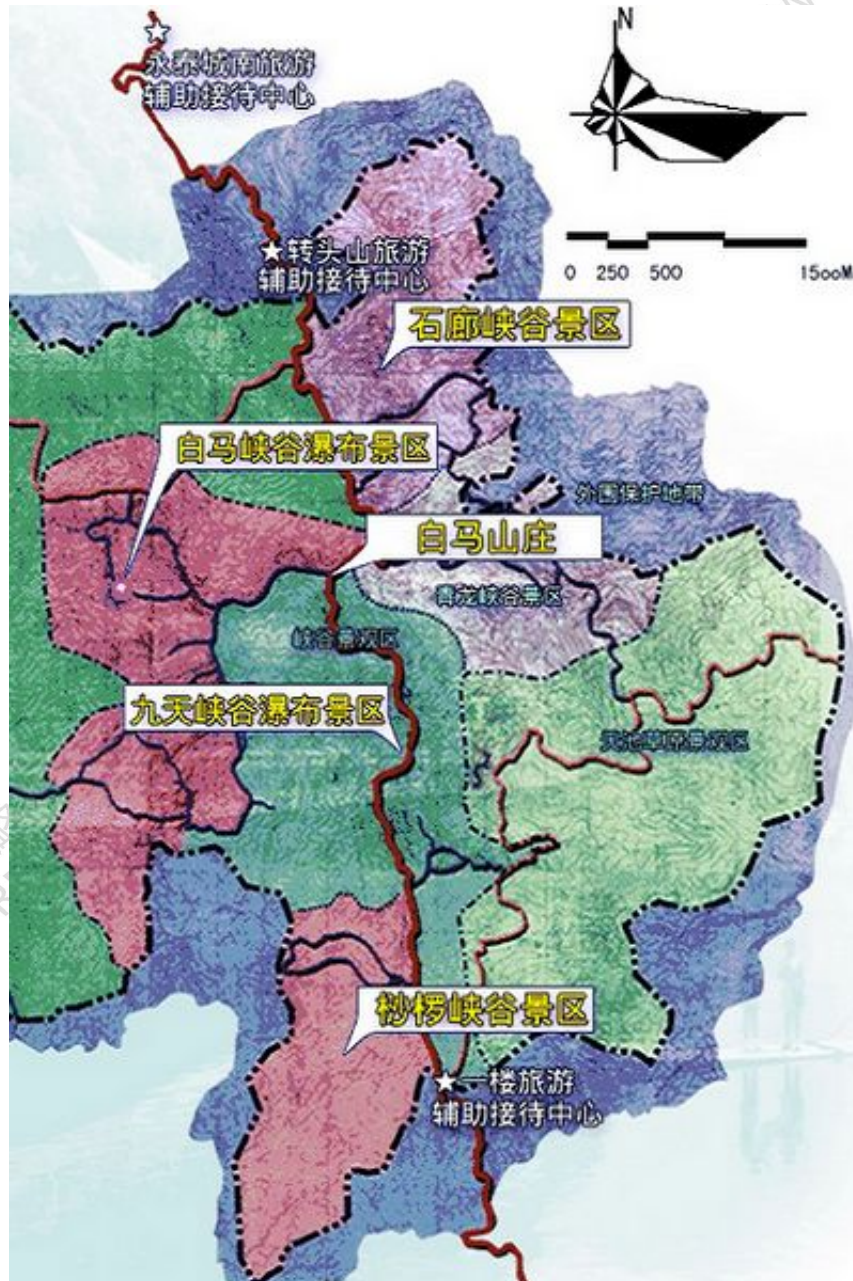 N
永泰城南旅游
辅助接待中心
转头山旅游
辅助接待中心
0 250 500 1500M
石廊峡谷景区
白马峡谷瀑布景区
外围保护地带
白马山庄
青龙峡谷景区
峡谷景观区
九天峡谷瀑布景区
天池草原景观区
桫椤峡谷景区
一楼旅游
辅助接待中心